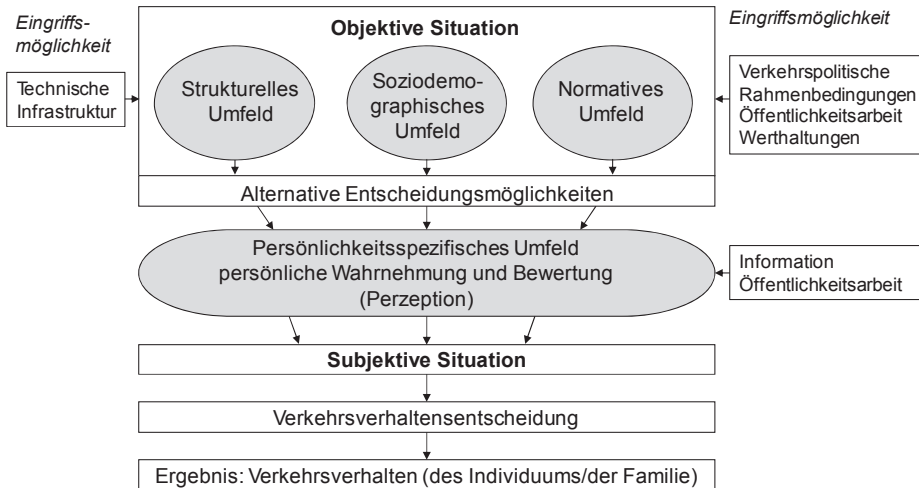 Eingriffs-
möglichkeit
Objektive Situation
Eingriffsmöglichkeit
Technische
Infrastruktur
Strukturelles
Umfeld
Soziodemo-
graphisches
Umfeld
Normatives
Umfeld
Verkehrspolitische
Rahmenbedingungen
Öffentlichkeitsarbeit
Werthaltungen
Alternative Entscheidungsmöglichkeiten
Persönlichkeitsspezifisches Umfeld
persönliche Wahrnehmung und Bewertung
(Perzeption)
Information
Öffentlichkeitsarbeit
Subjektive Situation
Verkehrsverhaltensentscheidung
Ergebnis: Verkehrsverhalten (des Individuums/der Familie)